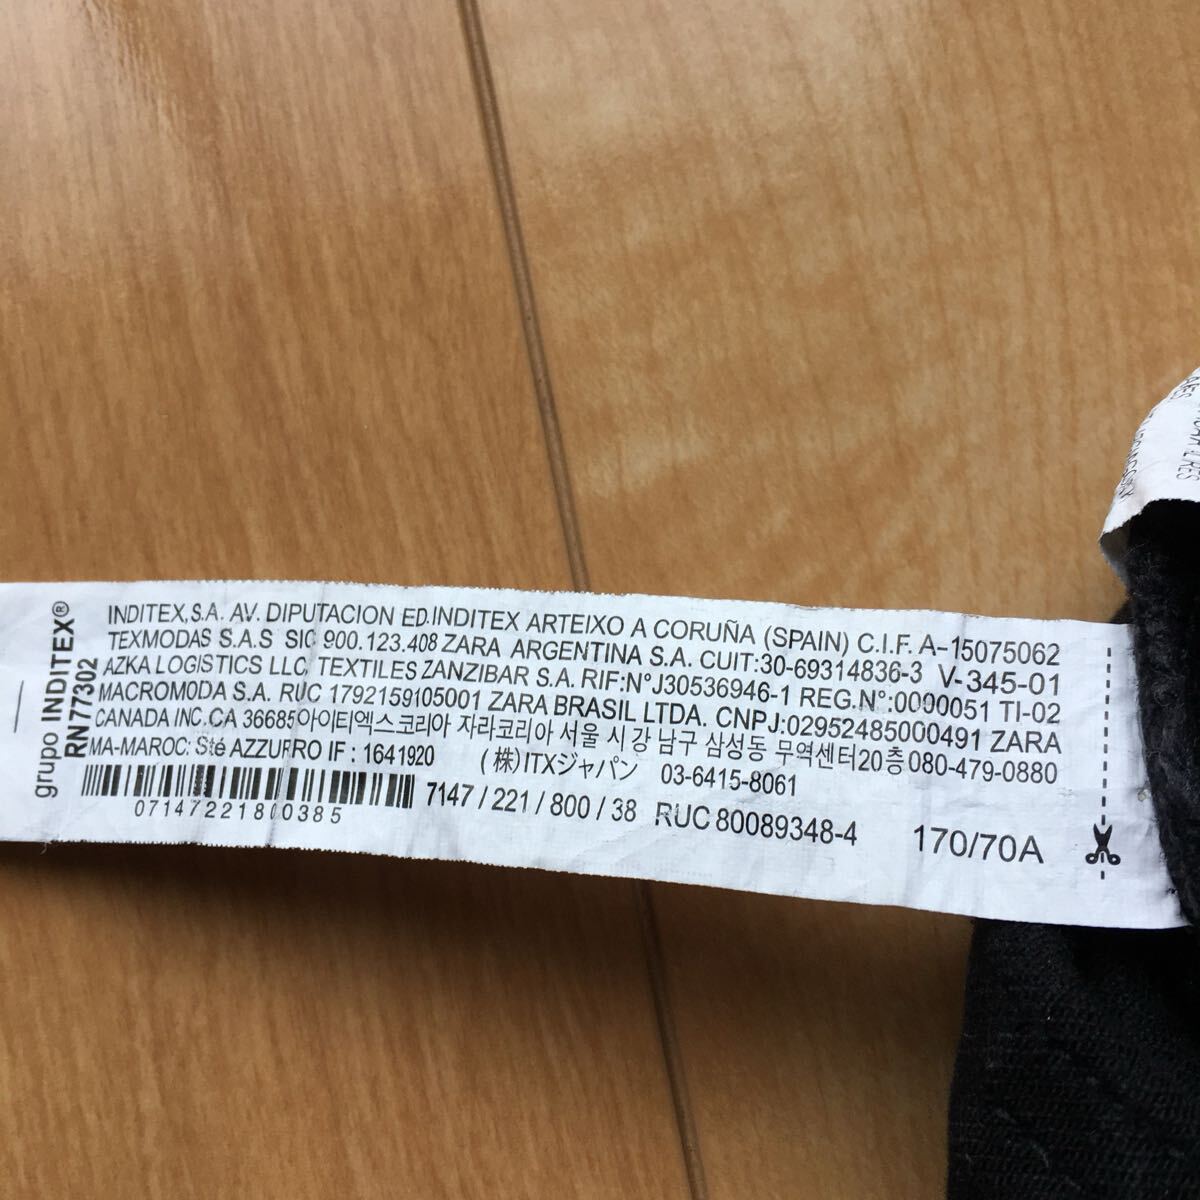 grupo INDITEX®
RN77302
INDITEX,S.A. AV. DIPUTACION ED.INDITEX ARTEIXO A CORUÑA (SPAIN) C.I.F. A-15075062
TEXMODAS S.A.S SIC 900.123.408 ZARA ARGENTINA S.A. CUIT:30-69314836-3 V-345-01
AZKA LOGISTICS LLC, TEXTILES ZANZIBAR S.A. RIF:N°J30536946-1 REG.N°:0000051 TI-02
MACROMODA S.A. RUC 1792159105001 ZARA BRASIL LTDA. CNPJ:02952485000491 ZARA
CANADA INC.CA 36685아이티엑스코리아 자라코리아 서울 시 강 남구 삼성동 무역센터20층080-479-0880
MA-MAROC: Sté AZZURRO IF : 1641920 (株)ITXジャパン 03-6415-8061
07147221800385 7147 / 221 / 800 / 38 RUC 80089348-4 170/70A